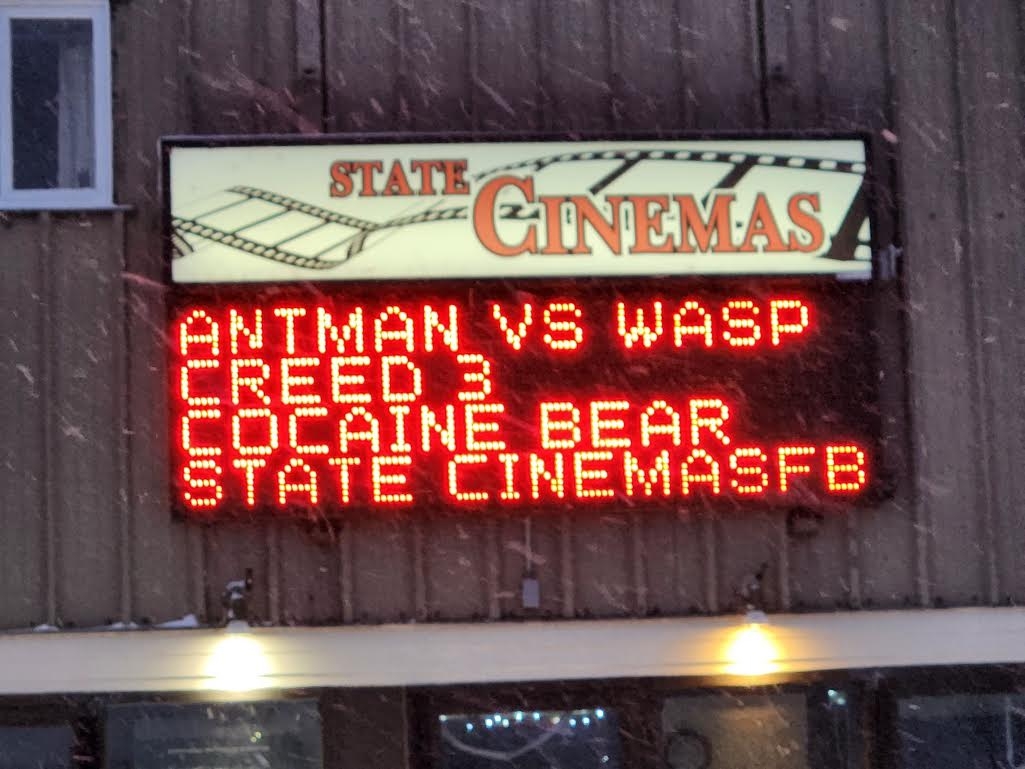 STATE CINEMAS
ANTMAN VS WASP
CREED 3
COCAINE BEAR
STATE CINEMASFB